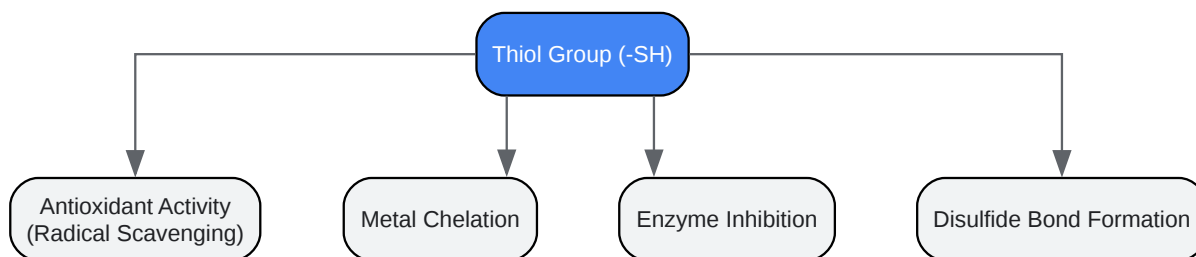 Thiol Group (-SH)
Antioxidant Activity
(Radical Scavenging)
Metal Chelation
Enzyme Inhibition
Disulfide Bond Formation